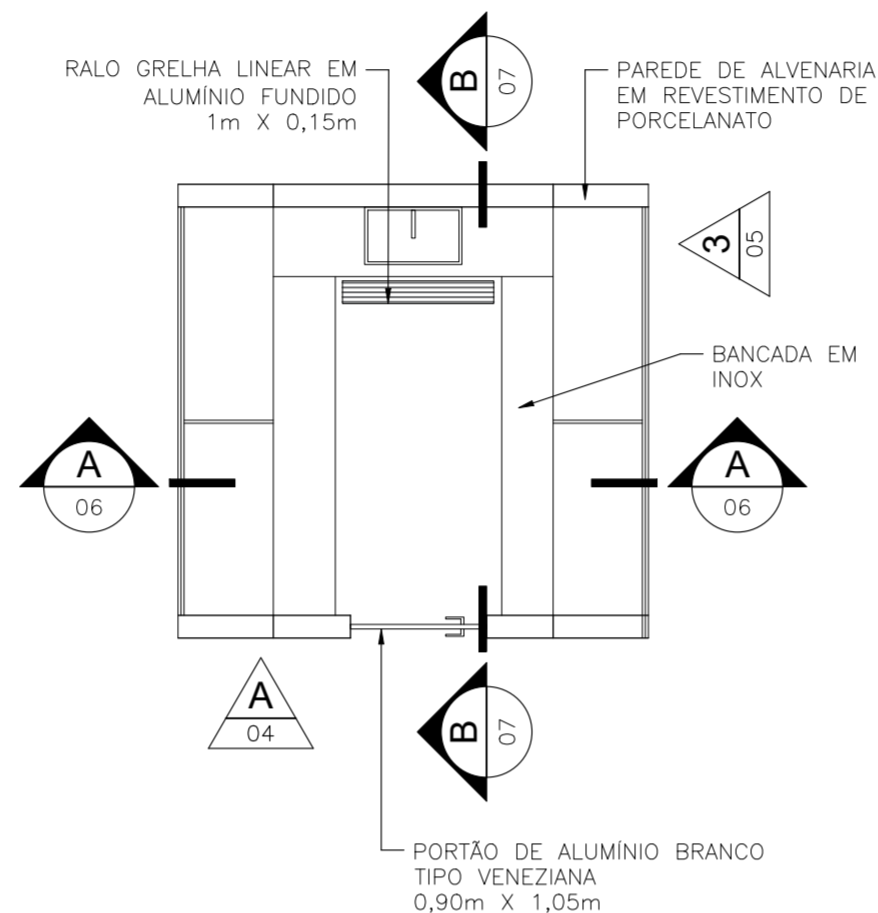 RALO GRELHA LINEAR EM
ALUMÍNIO FUNDIDO
1m X 0,15m
B
07
PAREDE DE ALVENARIA
EM REVESTIMENTO DE
PORCELANATO
3
05
BANCADA EM
INOX
A
06
A
06
A
04
B
07
PORTÃO DE ALUMÍNIO BRANCO
TIPO VENEZIANA
0,90m X 1,05m